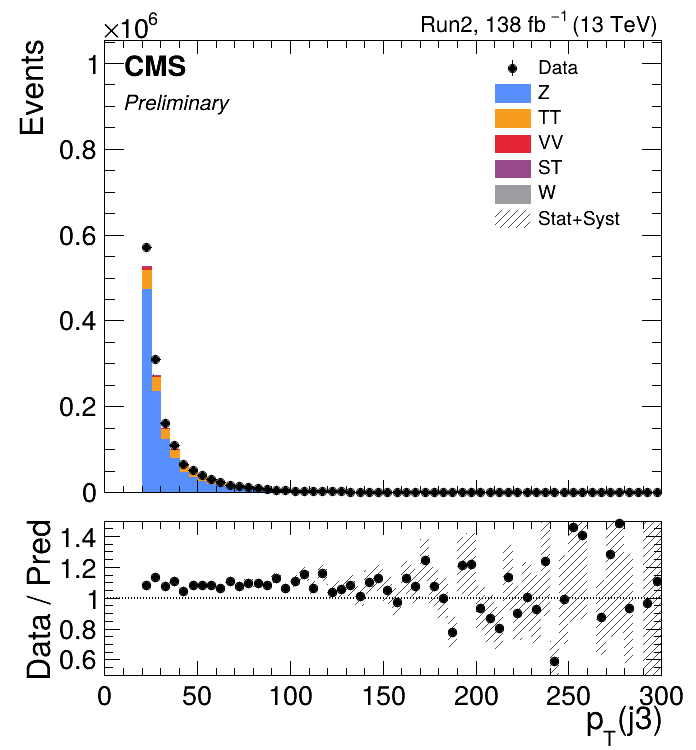 ×10⁶
Run2, 138 fb⁻¹ (13 TeV)
Events
CMS
Preliminary
Data
Z
TT
VV
ST
W
Stat+Syst
1
0.8
0.6
0.4
0.2
0
Data / Pred
1.4
1.2
1
0.8
0.6
0 50 100 150 200 250 300
p_T(j3)